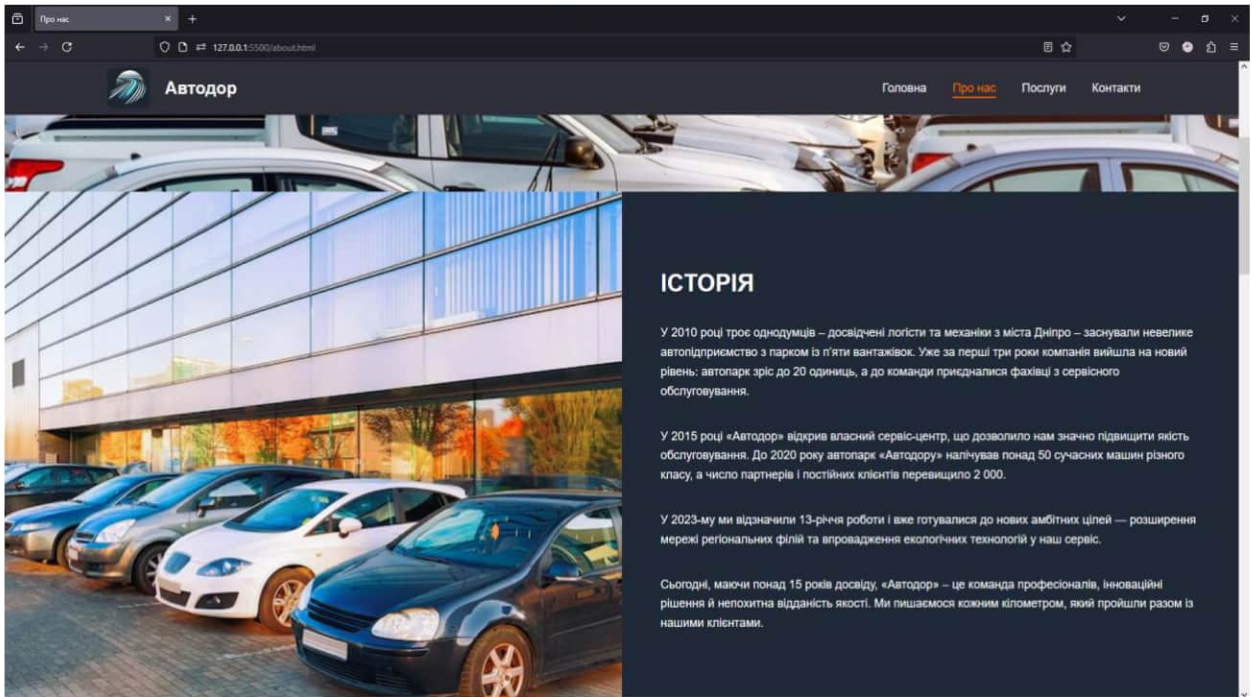 Про нас
127.0.0.1:5500/about.html
Автодор
Головна
Про нас
Послуги
Контакти
ІСТОРІЯ
У 2010 році троє однодумців – досвідчені логісти та механіки з міста Дніпро – заснували невелике
автопідприємство з парком із п'яти вантажівок. Уже за перші три роки компанія вийшла на новий
рівень: автопарк зріс до 20 одиниць, а до команди приєдналися фахівці з сервісного
обслуговування.
У 2015 році «Автодор» відкрив власний сервіс-центр, що дозволило нам значно підвищити якість
обслуговування. До 2020 року автопарк «Автодору» налічував понад 50 сучасних машин різного
класу, а число партнерів і постійних клієнтів перевищило 2 000.
У 2023-му ми відзначили 13-річчя роботи і вже готувалися до нових амбітних цілей — розширення
мережі регіональних філій та впровадження екологічних технологій у наш сервіс.
Сьогодні, маючи понад 15 років досвіду, «Автодор» – це команда професіоналів, інноваційні
рішення й непохитна відданість якості. Ми пишаємося кожним кілометром, який пройшли разом із
нашими клієнтами.